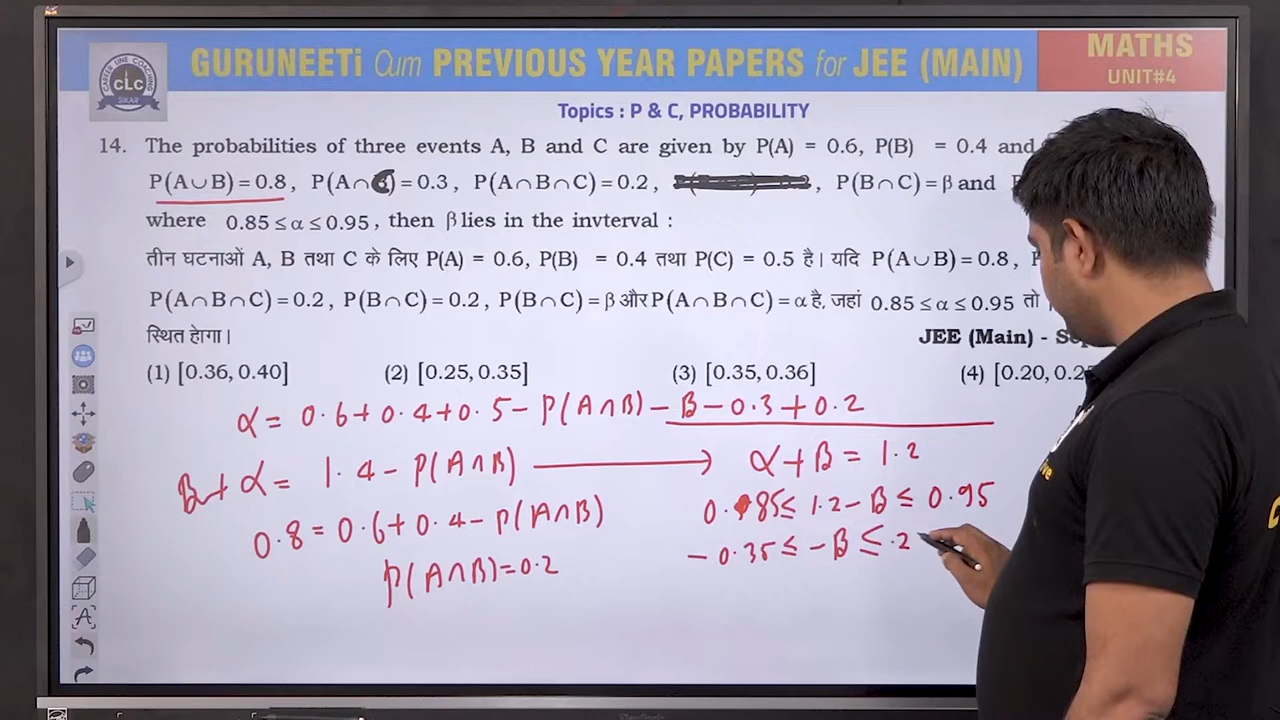 CAREER LINE COACHING
CLC
SIKAR
GURUNEETi Cum PREVIOUS YEAR PAPERS for JEE (MAIN)
MATHS
UNIT#4
Topics : P & C, PROBABILITY
14. The probabilities of three events A, B and C are given by P(A) = 0.6, P(B) = 0.4 and
P(A∪B) = 0.8, P(A∩C) = 0.3, P(A∩B∩C) = 0.2, , P(B∩C) = β and
where 0.85 ≤ α ≤ 0.95, then β lies in the invterval :
तीन घटनाओं A, B तथा C के लिए P(A) = 0.6, P(B) = 0.4 तथा P(C) = 0.5 है। यदि P(A∪B) = 0.8,
P(A∩B∩C) = 0.2, P(B∩C) = 0.2, P(B∩C) = β और P(A∩B∩C) = α है, जहां 0.85 ≤ α ≤ 0.95 तो
स्थित हेागा।
JEE (Main) -
(1) [0.36, 0.40] (2) [0.25, 0.35] (3) [0.35, 0.36] (4) [0.20,
α = 0.6 + 0.4 + 0.5 - P(A∩B) - B - 0.3 + 0.2
B + α = 1.4 - P(A∩B) ⟶ α + B = 1.2
0.8 = 0.6 + 0.4 - P(A∩B)
0.85 ≤ 1.2 - B ≤ 0.95
P(A∩B) = 0.2
- 0.35 ≤ - B ≤ .2